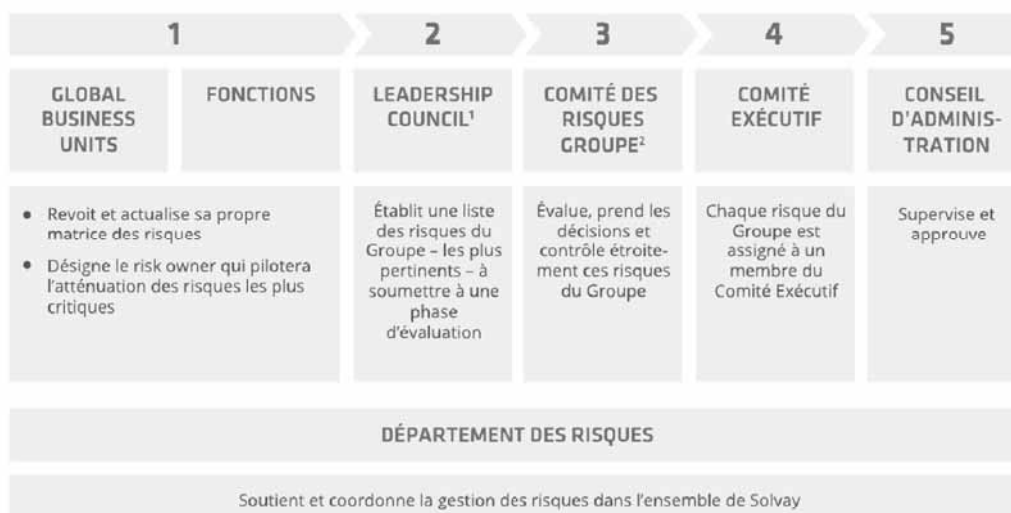 1
2
3
4
5
GLOBAL
BUSINESS
UNITS
FONCTIONS
LEADERSHIP
COUNCIL¹
COMITÉ DES
RISQUES
GROUPE²
COMITÉ
EXÉCUTIF
CONSEIL
D'ADMINIS-
TRATION
• Revoit et actualise sa propre
matrice des risques
• Désigne le risk owner qui pilotera
l'atténuation des risques les plus
critiques
Établit une liste
des risques du
Groupe – les plus
pertinents – à
soumettre à une
phase
d'évaluation
Évalue, prend les
décisions et
contrôle étroite-
ment ces risques
du Groupe
Chaque risque du
Groupe est
assigné à un
membre du
Comité Exécutif
Supervise et
approuve
DÉPARTEMENT DES RISQUES
Soutient et coordonne la gestion des risques dans l'ensemble de Solvay